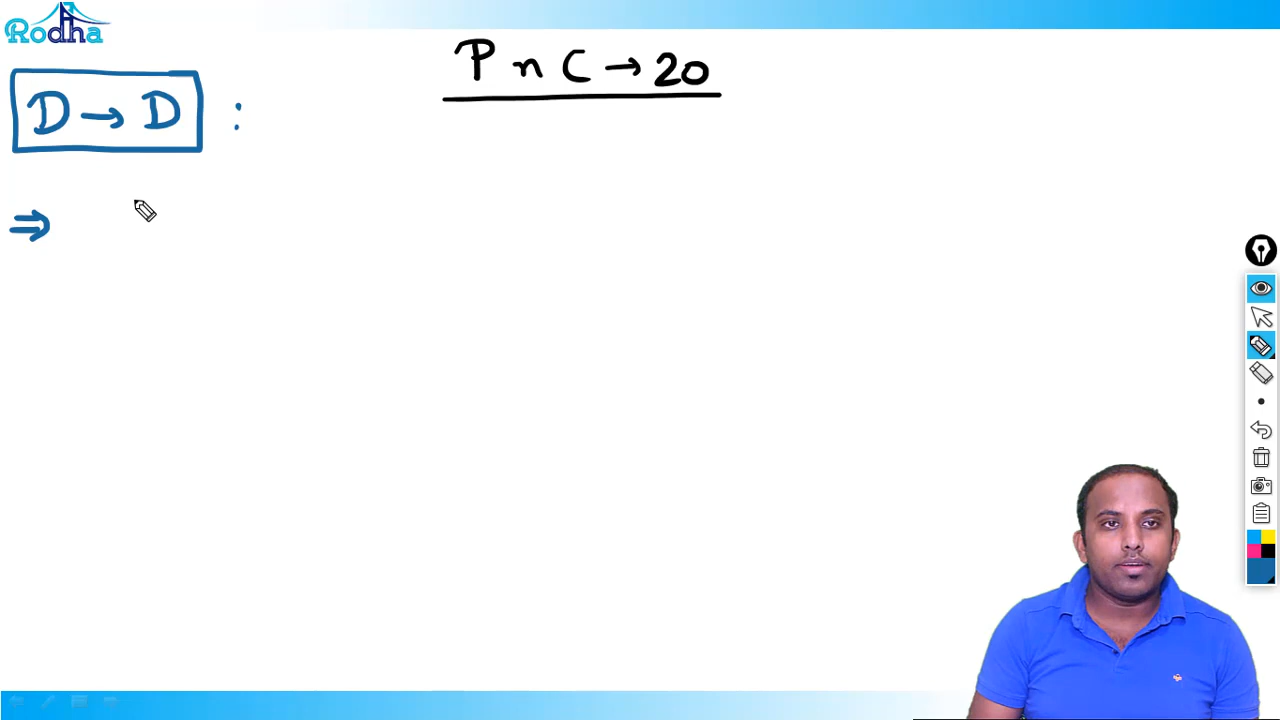 Rodha
P n C → 20
D → D :
⇒